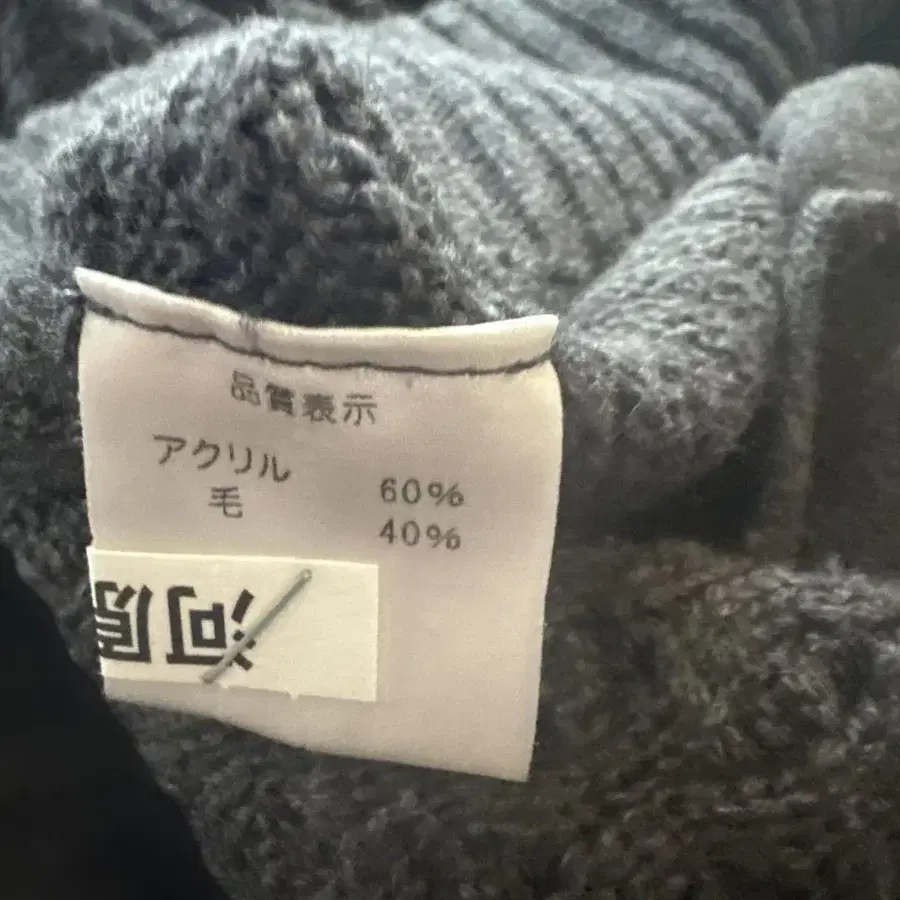 品質表示
アクリル 60%
毛 40%
河原